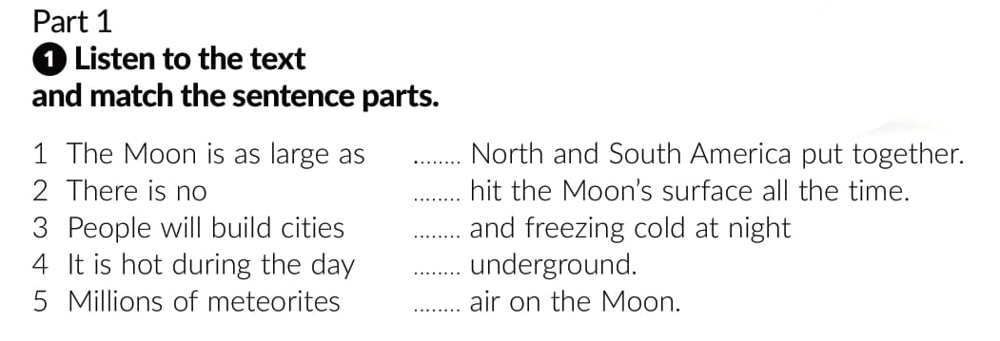 Part 1
1 Listen to the text
and match the sentence parts.
1 The Moon is as large as ........ North and South America put together.
2 There is no ........ hit the Moon's surface all the time.
3 People will build cities ........ and freezing cold at night
4 It is hot during the day ........ underground.
5 Millions of meteorites ........ air on the Moon.